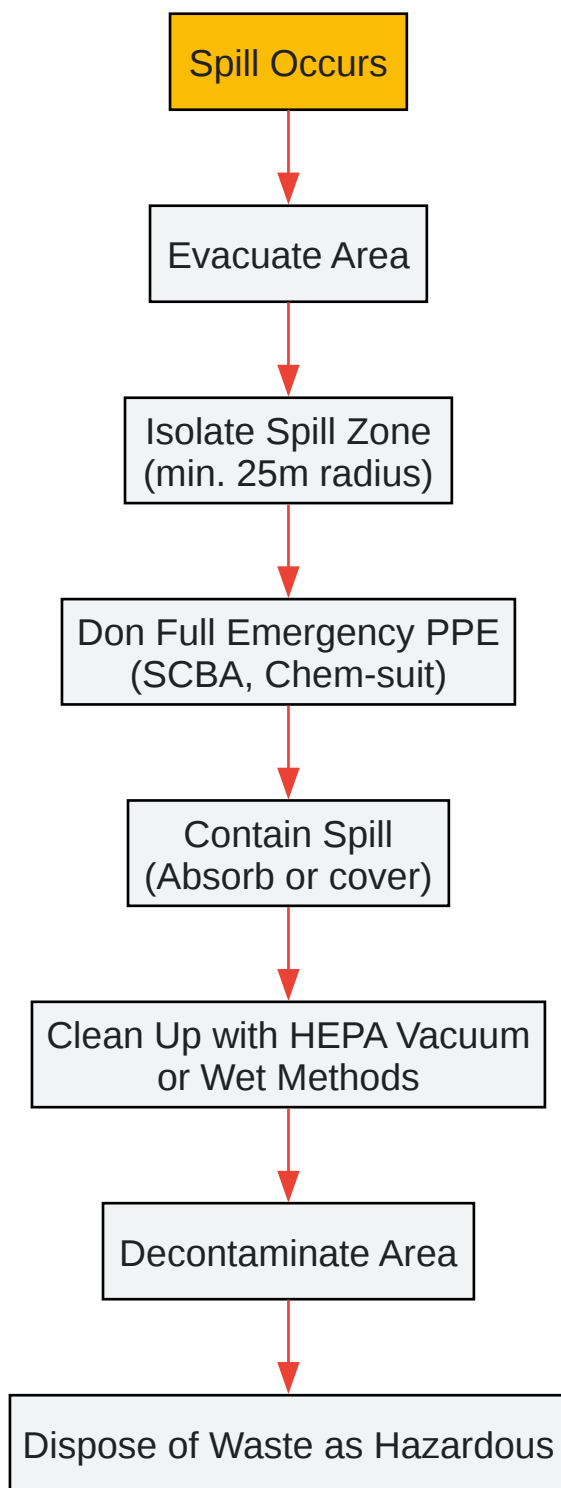 Spill Occurs
Evacuate Area
Isolate Spill Zone
(min. 25m radius)
Don Full Emergency PPE
(SCBA, Chem-suit)
Contain Spill
(Absorb or cover)
Clean Up with HEPA Vacuum
or Wet Methods
Decontaminate Area
Dispose of Waste as Hazardous